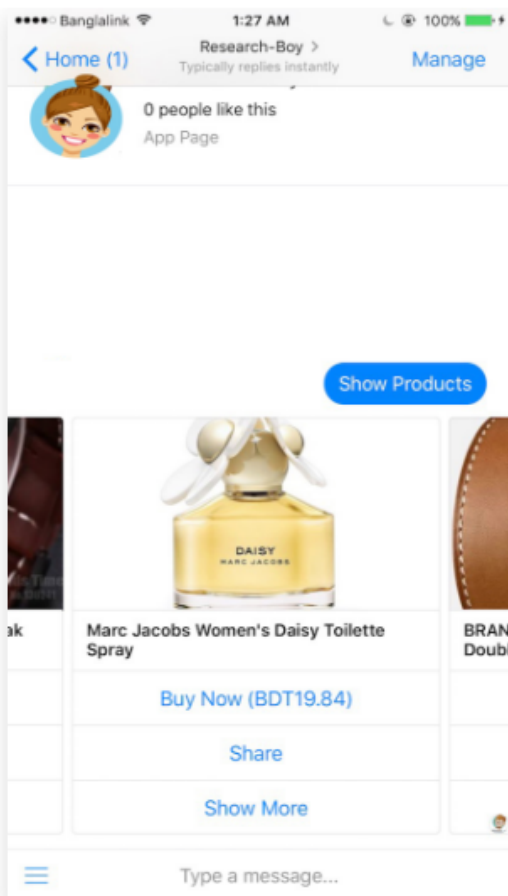 Banglalink 1:27 AM 100%
Home (1) Research-Boy > Manage
Typically replies instantly
0 people like this
App Page
Show Products
DAISY
MARC JACOBS
ak
Marc Jacobs Women's Daisy Toilette
Spray
BRAN
Doubl
Buy Now (BDT19.84)
Share
Show More
Type a message...